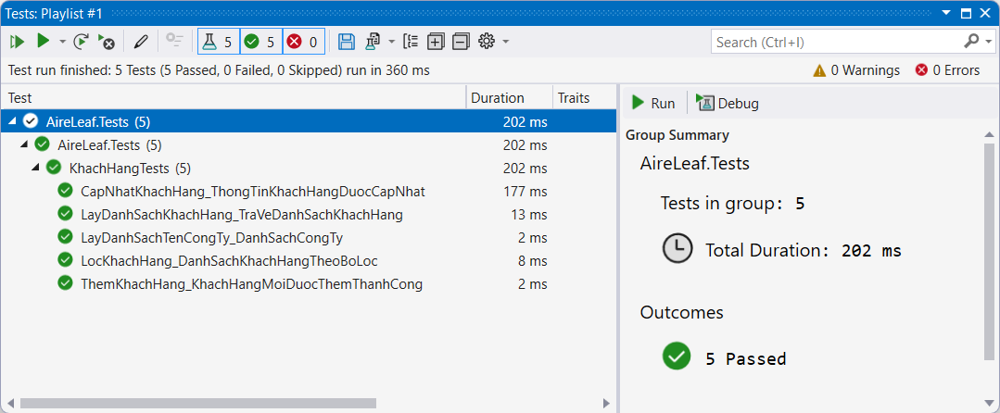 Tests: Playlist #1
5 5 0 Search (Ctrl+I)
Test run finished: 5 Tests (5 Passed, 0 Failed, 0 Skipped) run in 360 ms 0 Warnings 0 Errors
Test Duration Traits
AireLeaf.Tests (5) 202 ms
AireLeaf.Tests (5) 202 ms
KhachHangTests (5) 202 ms
CapNhatKhachHang_ThongTinKhachHangDuocCapNhat 177 ms
LayDanhSachKhachHang_TraVeDanhSachKhachHang 13 ms
LayDanhSachTenCongTy_DanhSachCongTy 2 ms
LocKhachHang_DanhSachKhachHangTheoBoLoc 8 ms
ThemKhachHang_KhachHangMoiDuocThemThanhCong 2 ms
Run Debug
Group Summary
AireLeaf.Tests
Tests in group: 5
Total Duration: 202 ms
Outcomes
5 Passed